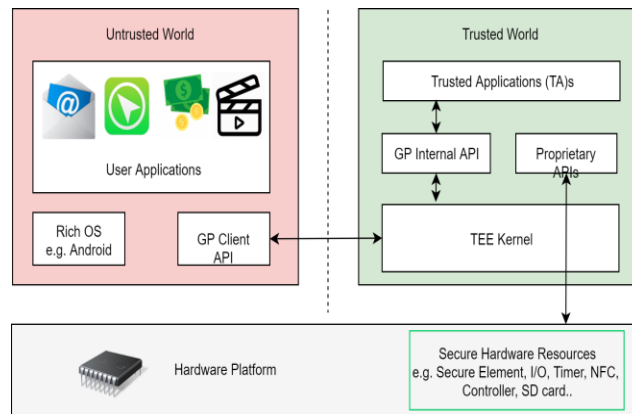 Untrusted World
@
$
User Applications
Rich OS
e.g. Android
GP Client
API
Trusted World
Trusted Applications (TA)s
GP Internal API
Proprietary
APIs
TEE Kernel
Hardware Platform
Secure Hardware Resources
e.g. Secure Element, I/O, Timer, NFC,
Controller, SD card..